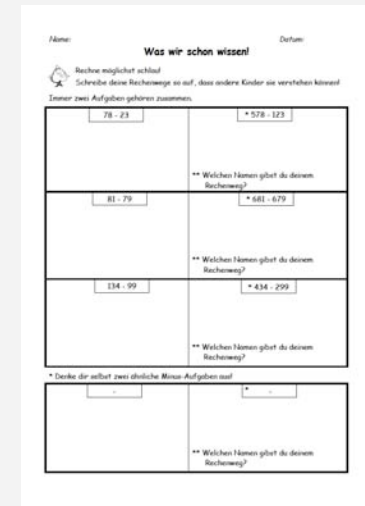 Name: Datum:
Was wir schon wissen!
Rechne möglichst schlau!
Schreibe deine Rechenwege so auf, dass andere Kinder sie verstehen können!
Immer zwei Aufgaben gehören zusammen.
78 - 23 * 578 - 123
** Welchen Namen gibst du deinem
Rechenweg?
81 - 79 * 681 - 679
** Welchen Namen gibst du deinem
Rechenweg?
134 - 99 * 434 - 299
** Welchen Namen gibst du deinem
Rechenweg?
* Denke dir selbst zwei ähnliche Minus-Aufgaben aus!
- * -
** Welchen Namen gibst du deinem
Rechenweg?